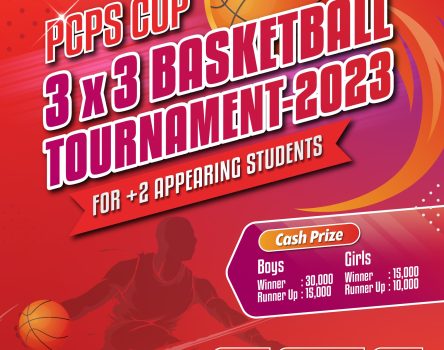 PCPS CUP
3 x 3 BASKETBALL
TOURNAMENT-2023
FOR +2 APPEARING STUDENTS
Cash Prize
Boys
Winner : 30,000
Runner Up : 15,000
Girls
Winner : 15,000
Runner Up : 10,000